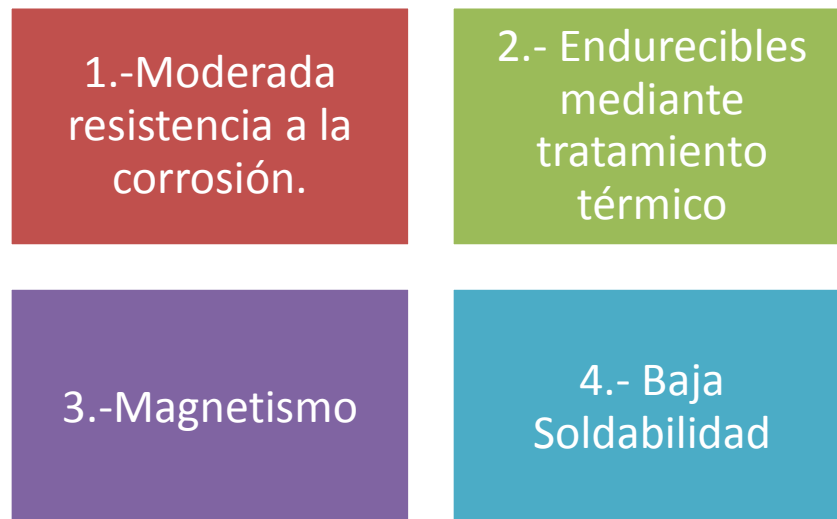 1.-Moderada
resistencia a la
corrosión.
2.- Endurecibles
mediante
tratamiento
térmico
3.-Magnetismo
4.- Baja
Soldabilidad